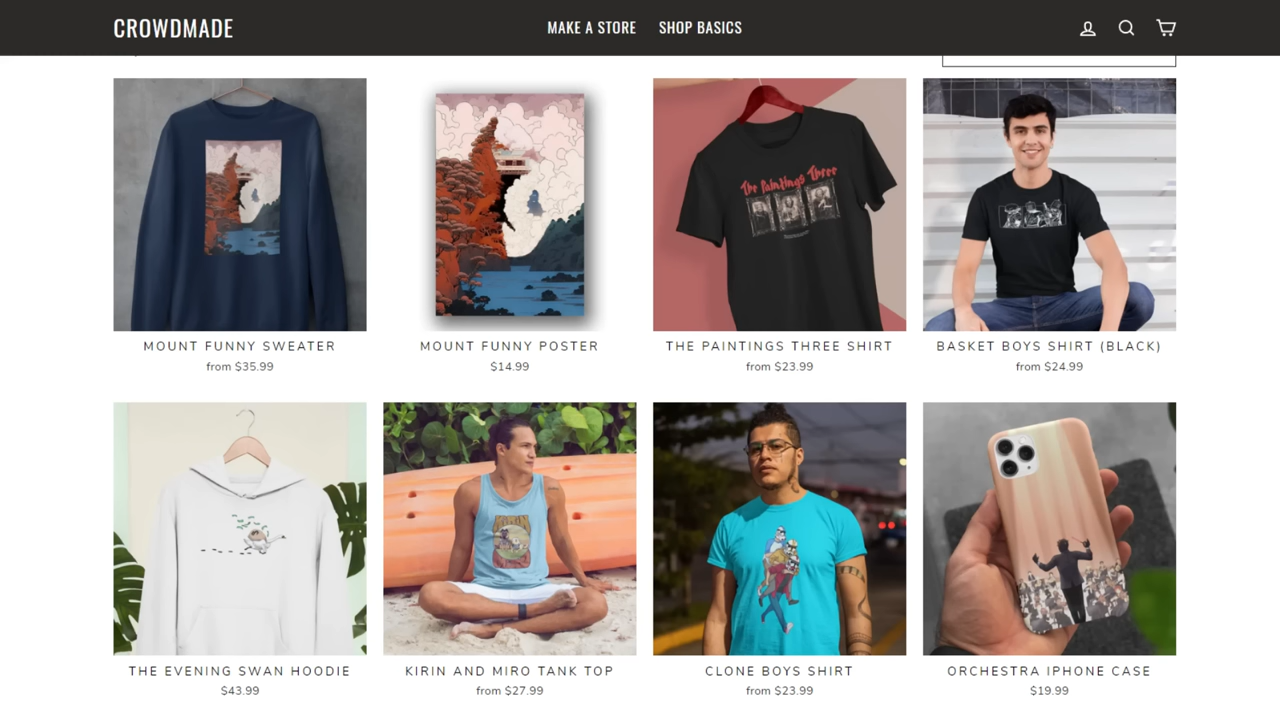 CROWDMADE
MAKE A STORE
SHOP BASICS
The Paintings Three
MOUNT FUNNY SWEATER
from $35.99
MOUNT FUNNY POSTER
$14.99
THE PAINTINGS THREE SHIRT
from $23.99
BASKET BOYS SHIRT (BLACK)
from $24.99
KIRIN
THE EVENING SWAN HOODIE
$43.99
KIRIN AND MIRO TANK TOP
from $27.99
CLONE BOYS SHIRT
from $23.99
ORCHESTRA IPHONE CASE
$19.99